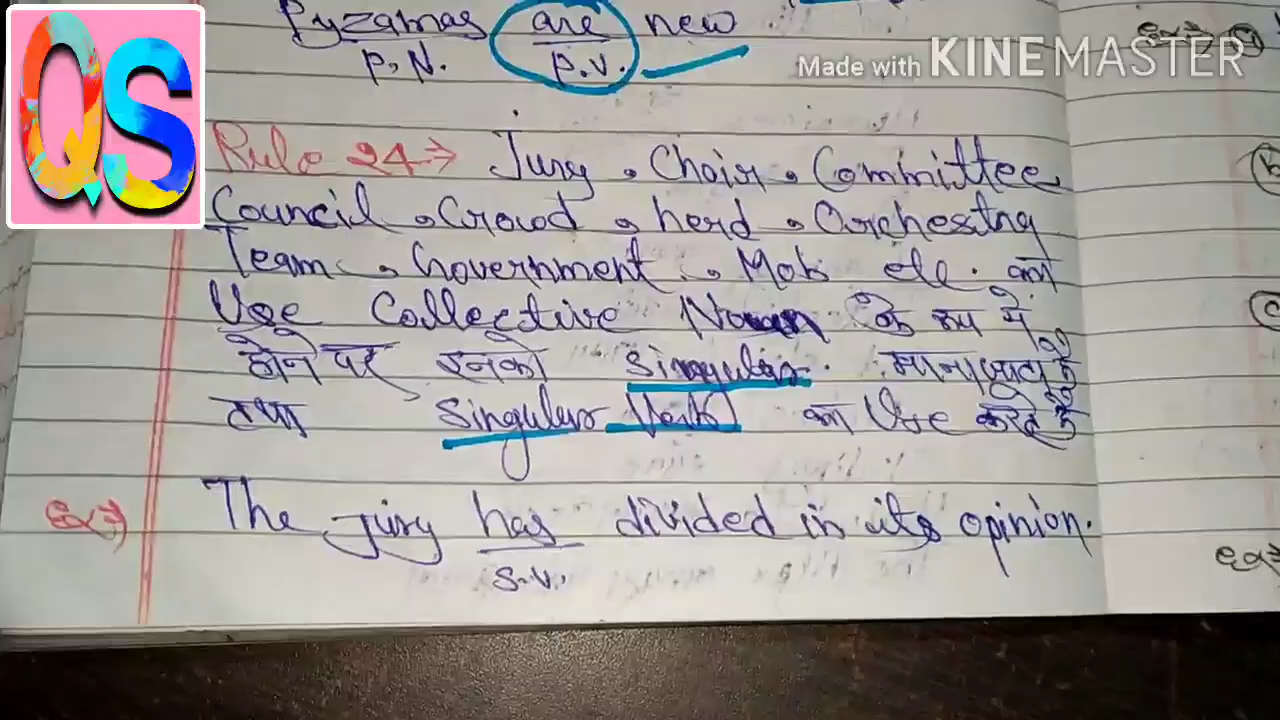 QS
Made with KINEMASTER
Pyzamas are new
P.N. P.V.
Rule 24 → Jury, Choir, Committee
Council, Crowd, herd, Orchestra
Team, Government, Mob etc. का
Use Collective Noun के रूप में
होने पर इनको Singular माना जाता है
तथा Singular Verb का Use करते हैं
Ex → The Jury has divided in its opinion.
S.V.